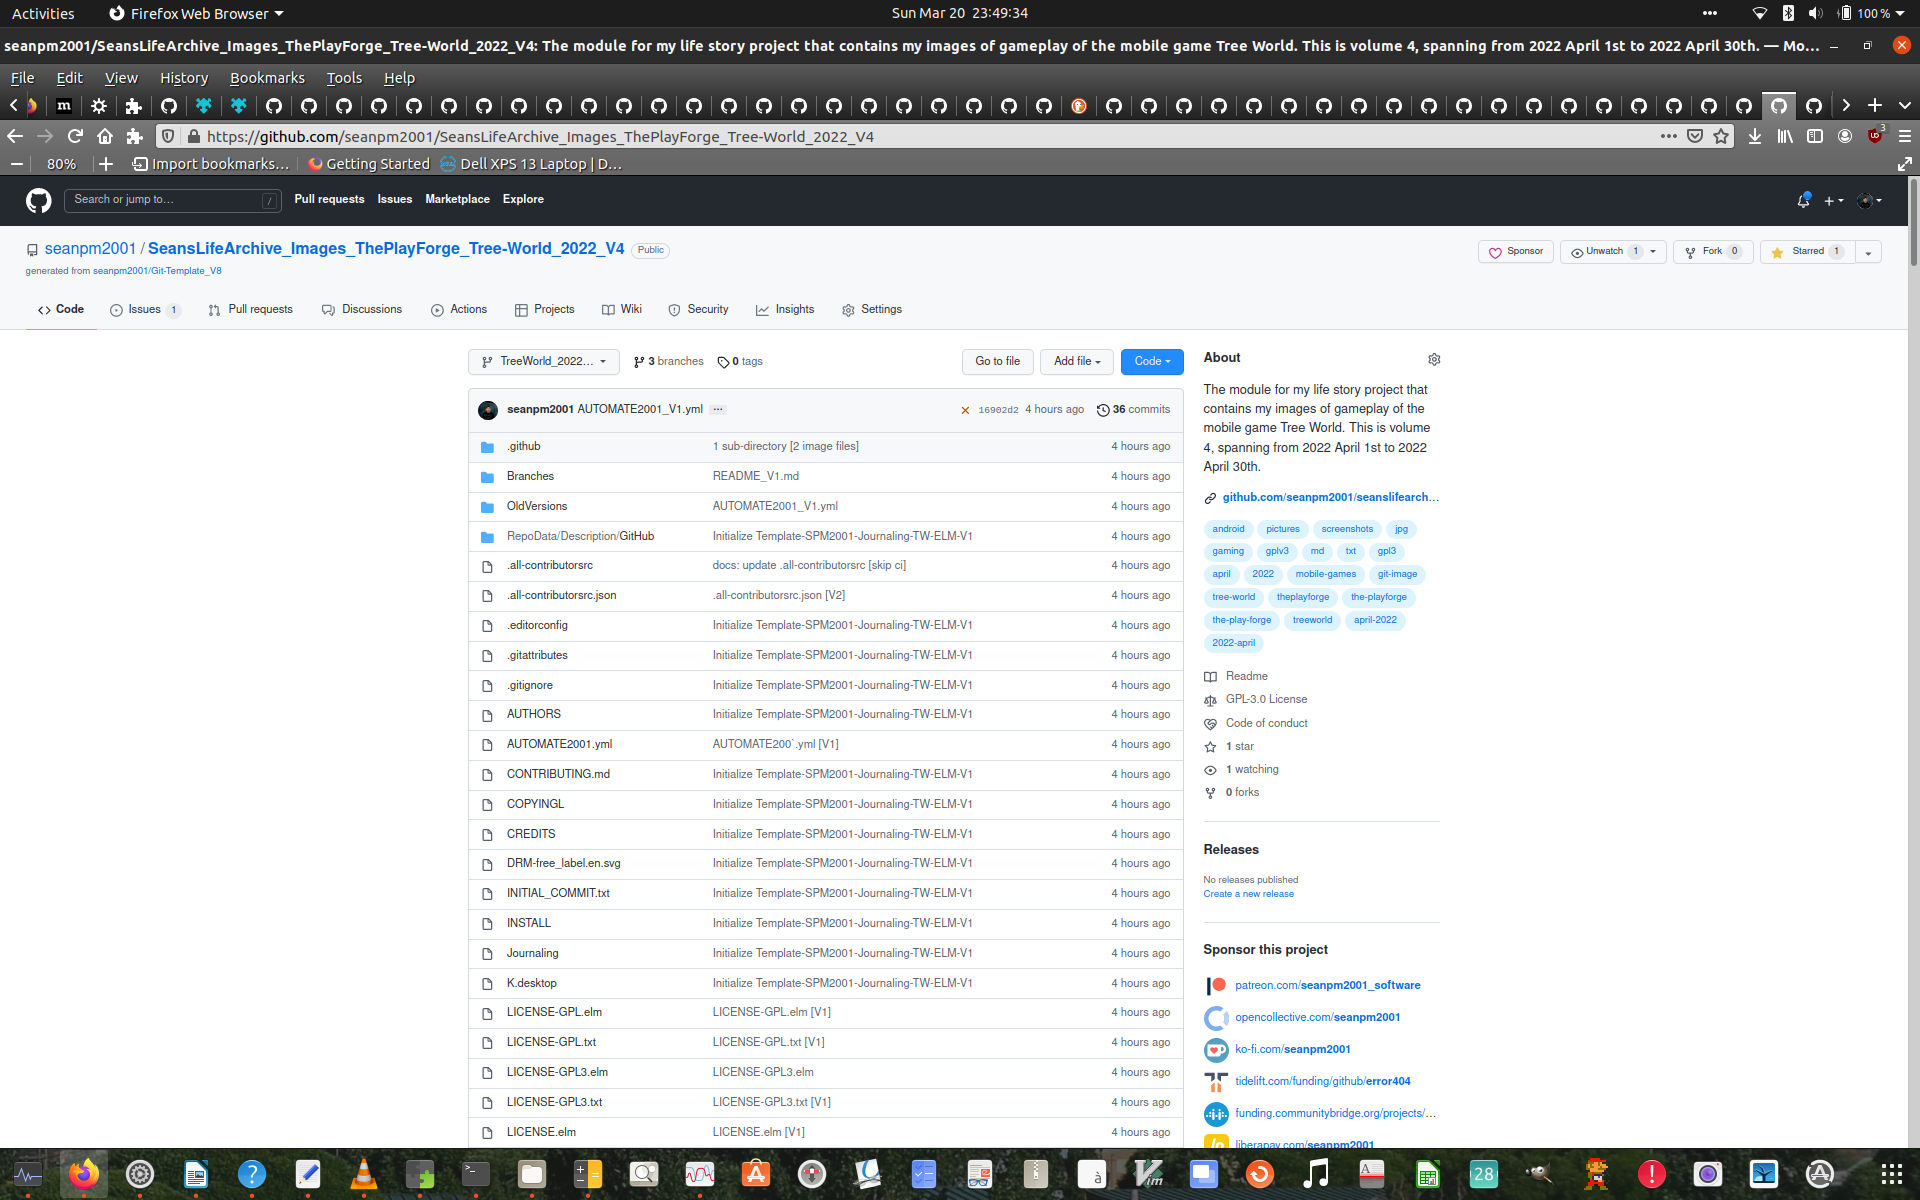 Activities
Firefox Web Browser
Sun Mar 20 23:49:34
100 %
seanpm2001/SeansLifeArchive_Images_ThePlayForge_Tree-World_2022_V4: The module for my life story project that contains my images of gameplay of the mobile game Tree World. This is volume 4, spanning from 2022 April 1st to 2022 April 30th. — Mo...
File Edit View History Bookmarks Tools Help
https://github.com/seanpm2001/SeansLifeArchive_Images_ThePlayForge_Tree-World_2022_V4
3
80%
Import bookmarks...
Getting Started
Dell XPS 13 Laptop | D...
Search or jump to...
/
Pull requests Issues Marketplace Explore
seanpm2001 / SeansLifeArchive_Images_ThePlayForge_Tree-World_2022_V4 Public
generated from seanpm2001/Git-Template_V8
Sponsor
Unwatch 1
Fork 0
Starred 1
Code
Issues 1
Pull requests
Discussions
Actions
Projects
Wiki
Security
Insights
Settings
TreeWorld_2022...
3 branches
0 tags
Go to file
Add file
Code
seanpm2001 AUTOMATE2001_V1.yml ...
16902d2 4 hours ago 36 commits
.github 1 sub-directory [2 image files] 4 hours ago
Branches README_V1.md 4 hours ago
OldVersions AUTOMATE2001_V1.yml 4 hours ago
RepoData/Description/GitHub Initialize Template-SPM2001-Journaling-TW-ELM-V1 4 hours ago
.all-contributorsrc docs: update .all-contributorsrc [skip ci] 4 hours ago
.all-contributorsrc.json .all-contributorsrc.json [V2] 4 hours ago
.editorconfig Initialize Template-SPM2001-Journaling-TW-ELM-V1 4 hours ago
.gitattributes Initialize Template-SPM2001-Journaling-TW-ELM-V1 4 hours ago
.gitignore Initialize Template-SPM2001-Journaling-TW-ELM-V1 4 hours ago
AUTHORS Initialize Template-SPM2001-Journaling-TW-ELM-V1 4 hours ago
AUTOMATE2001.yml AUTOMATE200`.yml [V1] 4 hours ago
CONTRIBUTING.md Initialize Template-SPM2001-Journaling-TW-ELM-V1 4 hours ago
COPYINGL Initialize Template-SPM2001-Journaling-TW-ELM-V1 4 hours ago
CREDITS Initialize Template-SPM2001-Journaling-TW-ELM-V1 4 hours ago
DRM-free_label.en.svg Initialize Template-SPM2001-Journaling-TW-ELM-V1 4 hours ago
INITIAL_COMMIT.txt Initialize Template-SPM2001-Journaling-TW-ELM-V1 4 hours ago
INSTALL Initialize Template-SPM2001-Journaling-TW-ELM-V1 4 hours ago
Journaling Initialize Template-SPM2001-Journaling-TW-ELM-V1 4 hours ago
K.desktop Initialize Template-SPM2001-Journaling-TW-ELM-V1 4 hours ago
LICENSE-GPL.elm LICENSE-GPL.elm [V1] 4 hours ago
LICENSE-GPL.txt LICENSE-GPL.txt [V1] 4 hours ago
LICENSE-GPL3.elm LICENSE-GPL3.elm 4 hours ago
LICENSE-GPL3.txt LICENSE-GPL3.txt [V1] 4 hours ago
LICENSE.elm LICENSE.elm [V1] 4 hours ago
About
The module for my life story project that
contains my images of gameplay of the
mobile game Tree World. This is volume
4, spanning from 2022 April 1st to 2022
April 30th.
github.com/seanpm2001/seanslifearch...
android pictures screenshots jpg
gaming gplv3 md txt gpl3
april 2022 mobile-games git-image
tree-world theplayforge the-playforge
the-play-forge treeworld april-2022
2022-april
Readme
GPL-3.0 License
Code of conduct
1 star
1 watching
0 forks
Releases
No releases published
Create a new release
Sponsor this project
patreon.com/seanpm2001_software
opencollective.com/seanpm2001
ko-fi.com/seanpm2001
tidelift.com/funding/github/error404
funding.communitybridge.org/projects/...
liberapay.com/seanpm2001
28